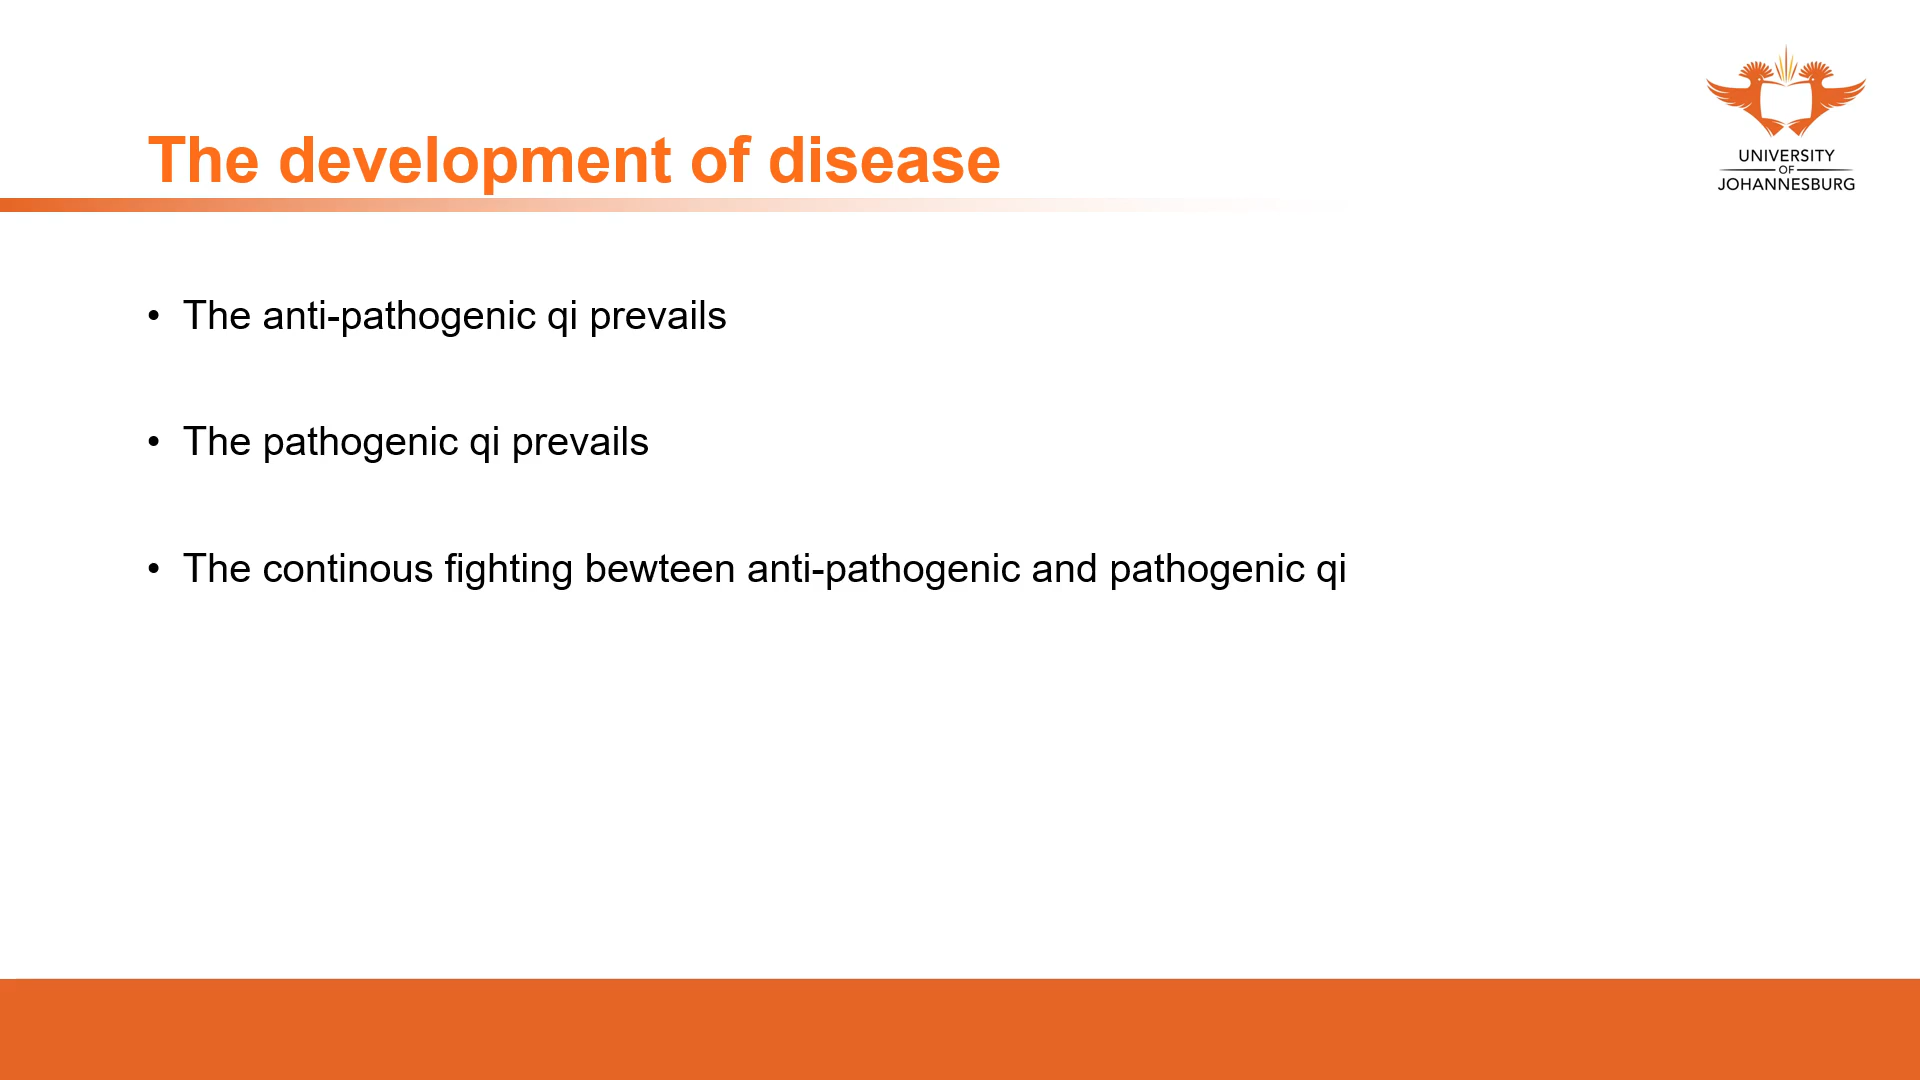 The development of disease
UNIVERSITY
OF
JOHANNESBURG
• The anti-pathogenic qi prevails
• The pathogenic qi prevails
• The continous fighting bewteen anti-pathogenic and pathogenic qi